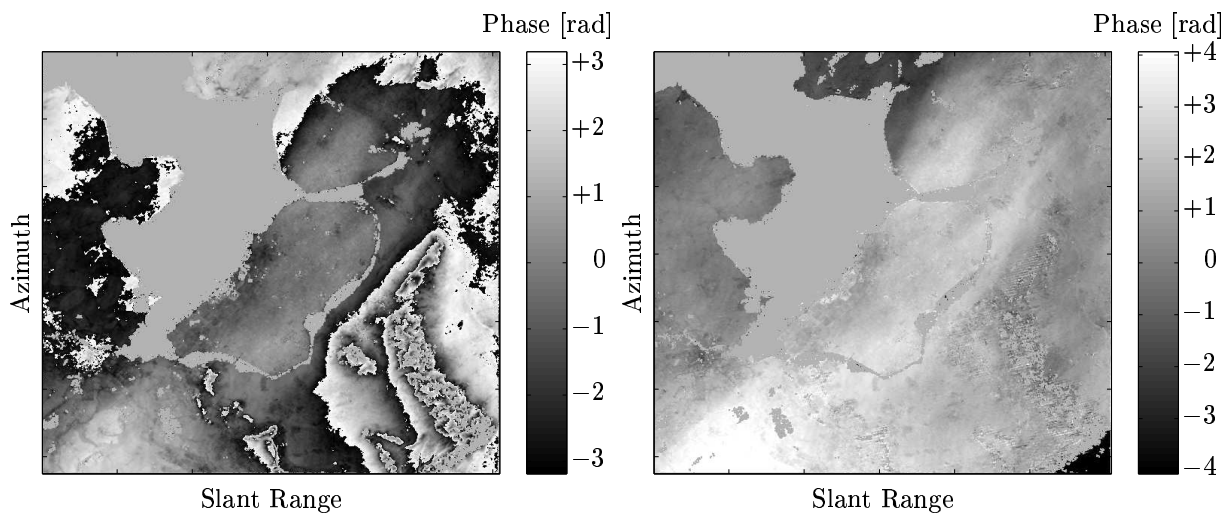 Phase [rad]
+3
+2
+1
0
−1
−2
−3
Azimuth
Slant Range
Phase [rad]
+4
+3
+2
+1
0
−1
−2
−3
−4
Azimuth
Slant Range